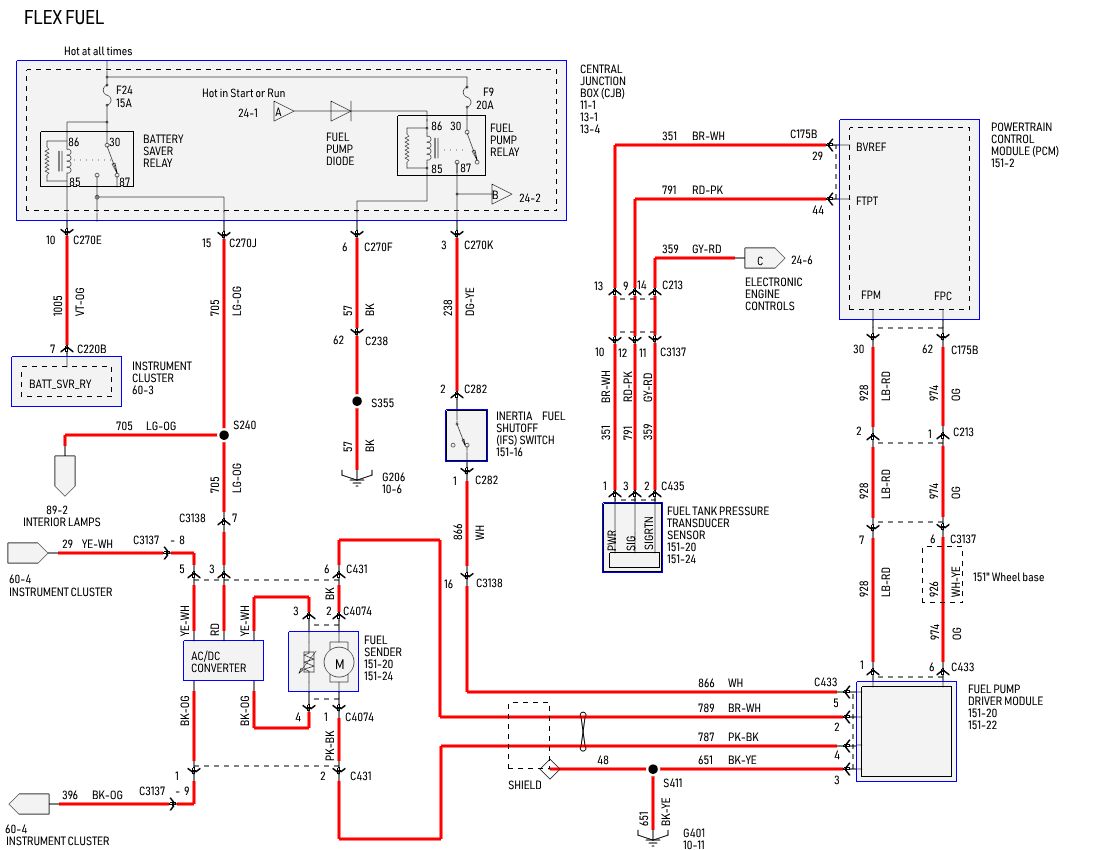 FLEX FUEL
Hot at all times
F24
15A
Hot in Start or Run
24-1
A
F9
20A
CENTRAL
JUNCTION
BOX (CJB)
11-1
13-1
13-4
86
30
85
87
BATTERY
SAVER
RELAY
FUEL
PUMP
DIODE
86
30
85
87
FUEL
PUMP
RELAY
B
24-2
351 BR-WH
C175B
29
BVREF
POWERTRAIN
CONTROL
MODULE (PCM)
151-2
791 RD-PK
44
FTPT
359 GY-RD
C
24-6
ELECTRONIC
ENGINE
CONTROLS
FPM
FPC
10
C270E
15
C270J
6
C270F
3
C270K
1005
VT-OG
705
LG-OG
57
BK
238
DG-YE
13
9
14
C213
10
12
11
C3137
30
62
C175B
7
C220B
BATT_SVR_RY
INSTRUMENT
CLUSTER
60-3
62
C238
S355
57
BK
G206
10-6
2
C282
INERTIA FUEL
SHUTOFF
(IFS) SWITCH
151-16
1
C282
BR-WH
RD-PK
GY-RD
351
791
359
928
LB-RD
974
OG
2
1
C213
705 LG-OG
S240
89-2
INTERIOR LAMPS
705
LG-OG
C3138
7
866
WH
16
C3138
1
3
2
C435
PWR
SIG
SIGRTN
FUEL TANK PRESSURE
TRANSDUCER
SENSOR
151-20
151-24
928
LB-RD
974
OG
7
6
C3137
928
LB-RD
926
WH-YE
151" Wheel base
974
OG
29 YE-WH
C3137
- 8
60-4
INSTRUMENT CLUSTER
5
3
6
C431
YE-WH
RD
YE-WH
BK
3
2
C4074
AC/DC
CONVERTER
M
FUEL
SENDER
151-20
151-24
BK-OG
BK-OG
4
1
C4074
PK-BK
1
2
C431
396 BK-OG
C3137
- 9
60-4
INSTRUMENT CLUSTER
1
6
C433
866 WH
C433
5
789 BR-WH
2
787 PK-BK
4
48
651 BK-YE
3
SHIELD
S411
651
BK-YE
G401
10-11
FUEL PUMP
DRIVER MODULE
151-20
151-22